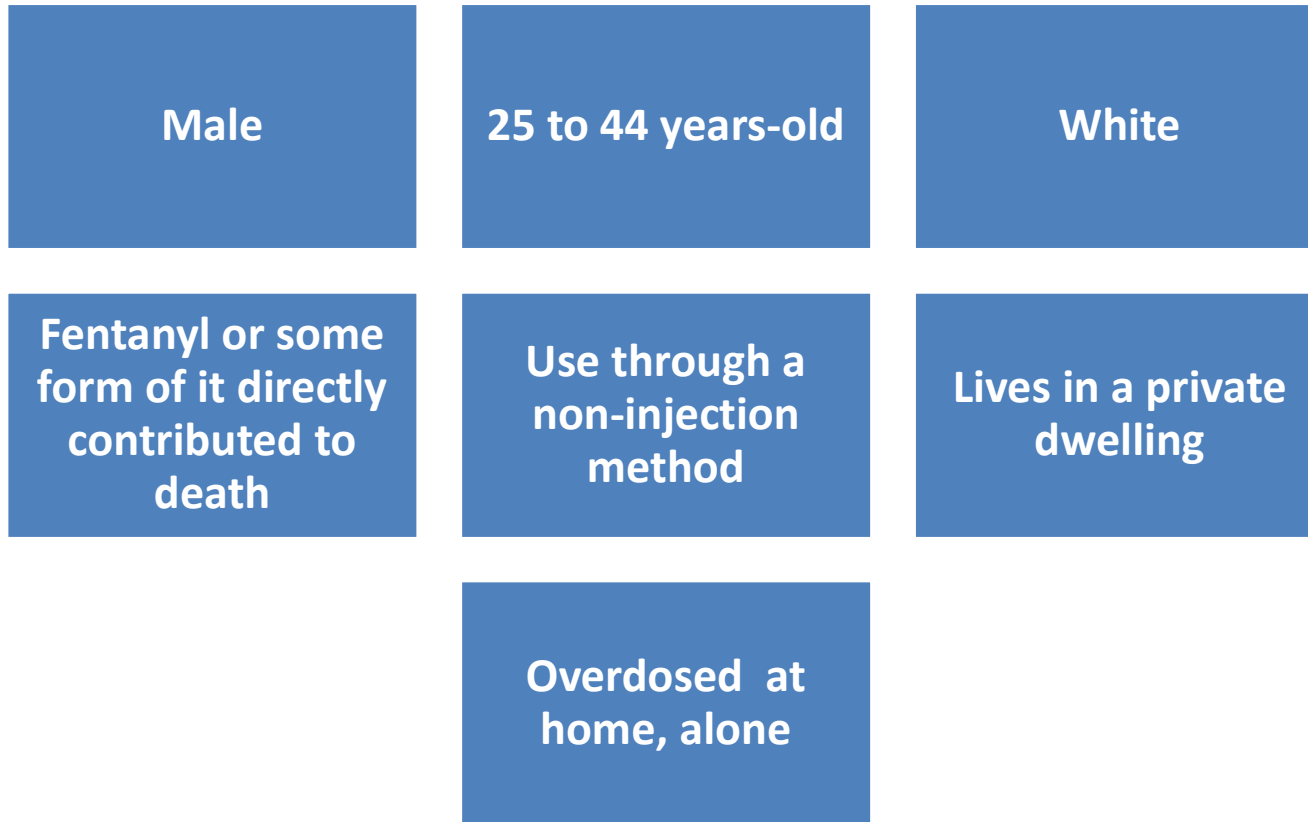 Male
25 to 44 years-old
White
Fentanyl or some
form of it directly
contributed to
death
Use through a
non-injection
method
Lives in a private
dwelling
Overdosed  at
home, alone